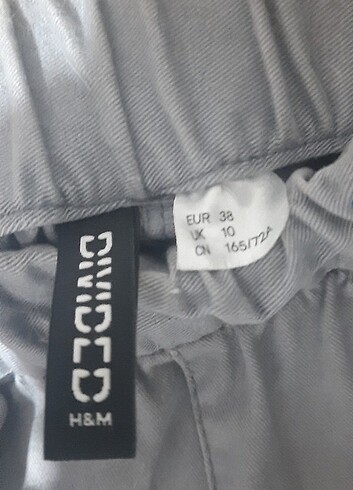 DIVIDED
H&M
EUR 38
UK 10
CN 165/72A